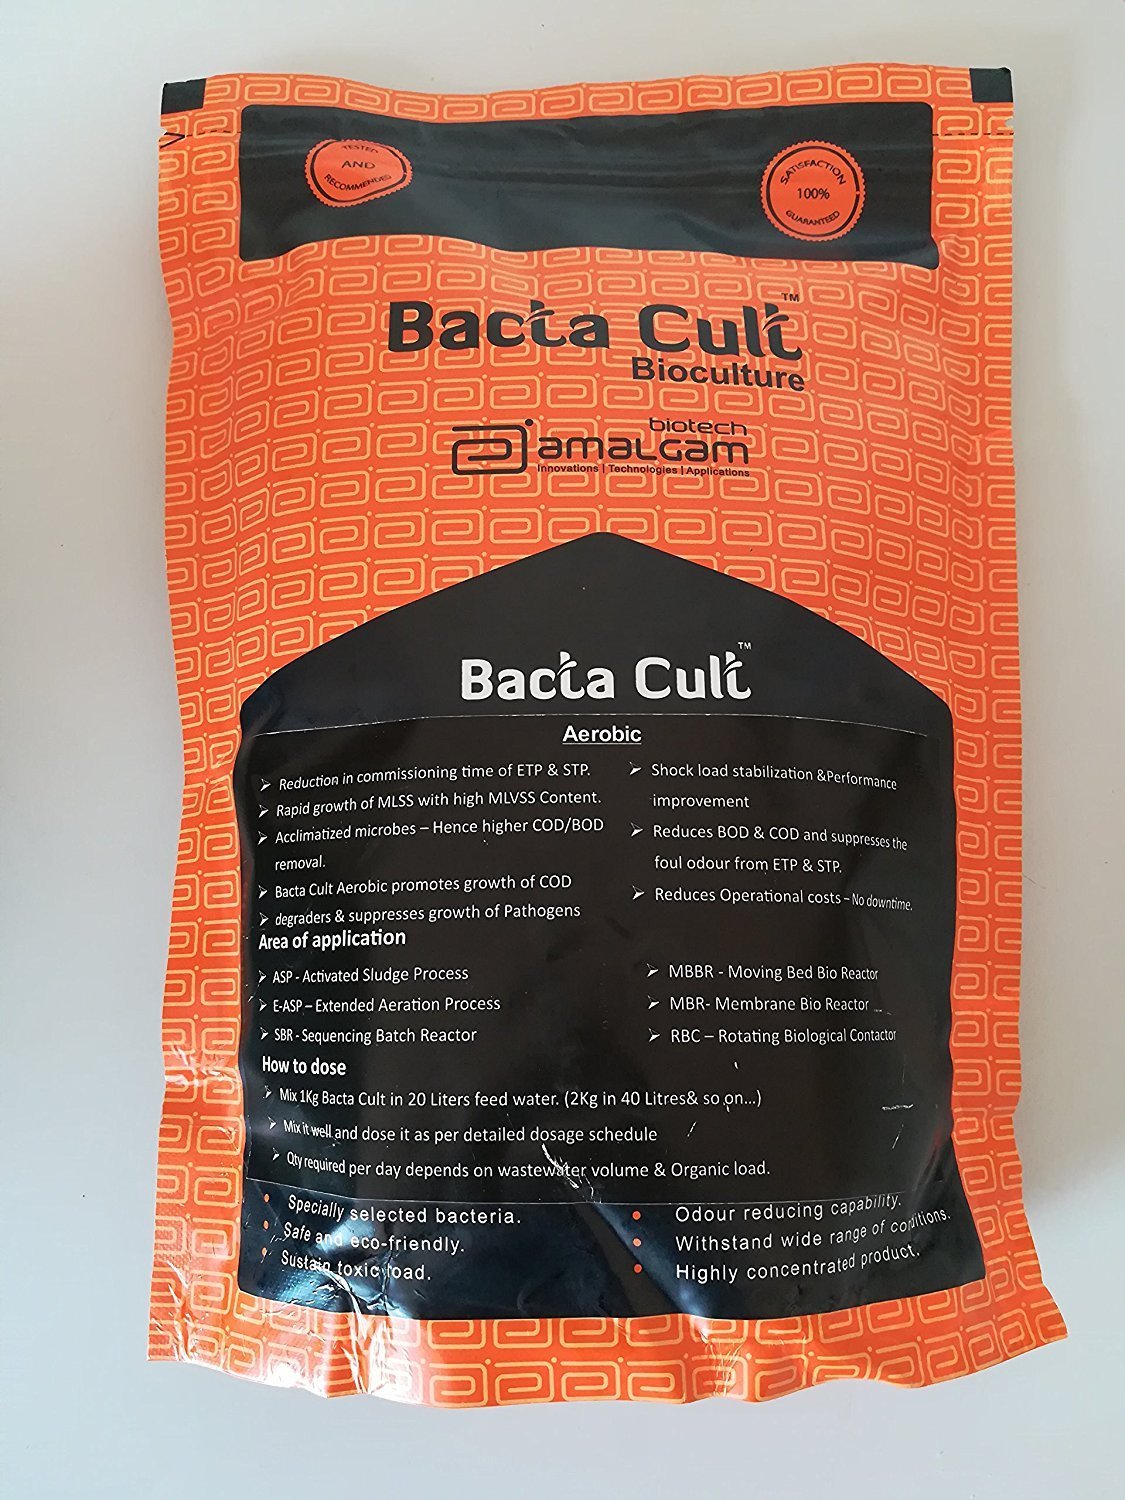 TESTED
AND
RECOMMENDED
SATISFACTION
100%
GUARANTEED
Bacta Cult™
Bioculture
biotech
amalgam
Innovations | Technologies | Applications
Bacta Cult™
Aerobic
➢ Reduction in commissioning time of ETP & STP.
➢ Rapid growth of MLSS with high MLVSS Content.
➢ Acclimatized microbes – Hence higher COD/BOD
removal.
➢ Bacta Cult Aerobic promotes growth of COD
➢ degraders & suppresses growth of Pathogens
➢ Shock load stabilization &Performance
improvement
➢ Reduces BOD & COD and suppresses the
foul odour from ETP & STP.
➢ Reduces Operational costs – No downtime.
Area of application
➢ ASP - Activated Sludge Process
➢ E-ASP – Extended Aeration Process
➢ SBR - Sequencing Batch Reactor
➢ MBBR - Moving Bed Bio Reactor
➢ MBR- Membrane Bio Reactor
➢ RBC – Rotating Biological Contactor
How to dose
➢ Mix 1Kg Bacta Cult in 20 Liters feed water. (2Kg in 40 Litres& so on...)
➢ Mix it well and dose it as per detailed dosage schedule
➢ Qty required per day depends on wastewater volume & Organic load.
• Specially selected bacteria.
• Safe and eco-friendly.
• Sustain toxic load.
• Odour reducing capability.
• Withstand wide range of conditions.
• Highly concentrated product.